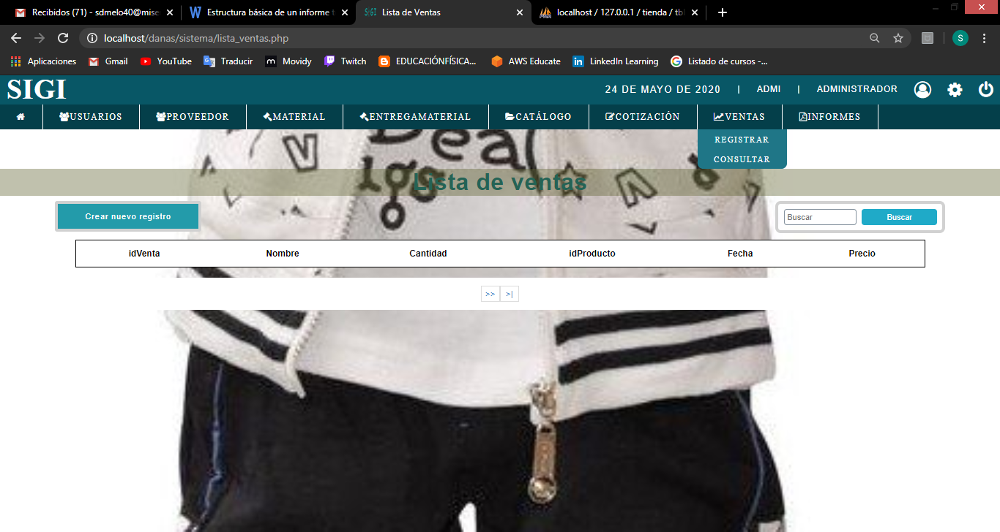 Recibidos (71) - sdmelo40@mise
Estructura básica de un informe t
SIGI Lista de Ventas
localhost / 127.0.0.1 / tienda / tbl
localhost/danas/sistema/lista_ventas.php
S
Aplicaciones
Gmail
YouTube
Traducir
Movidy
Twitch
EDUCACIÓNFÍSICA...
AWS Educate
LinkedIn Learning
Listado de cursos -...
SIGI
24 DE MAYO DE 2020 | ADMI | ADMINISTRADOR
USUARIOS
PROVEEDOR
MATERIAL
ENTREGAMATERIAL
CATÁLOGO
COTIZACIÓN
VENTAS
INFORMES
REGISTRAR
CONSULTAR
Lista de ventas
Crear nuevo registro
Buscar
Buscar
idVenta Nombre Cantidad idProducto Fecha Precio
>> >|